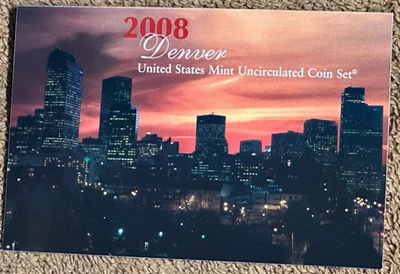 2008
Denver
United States Mint Uncirculated Coin Set®